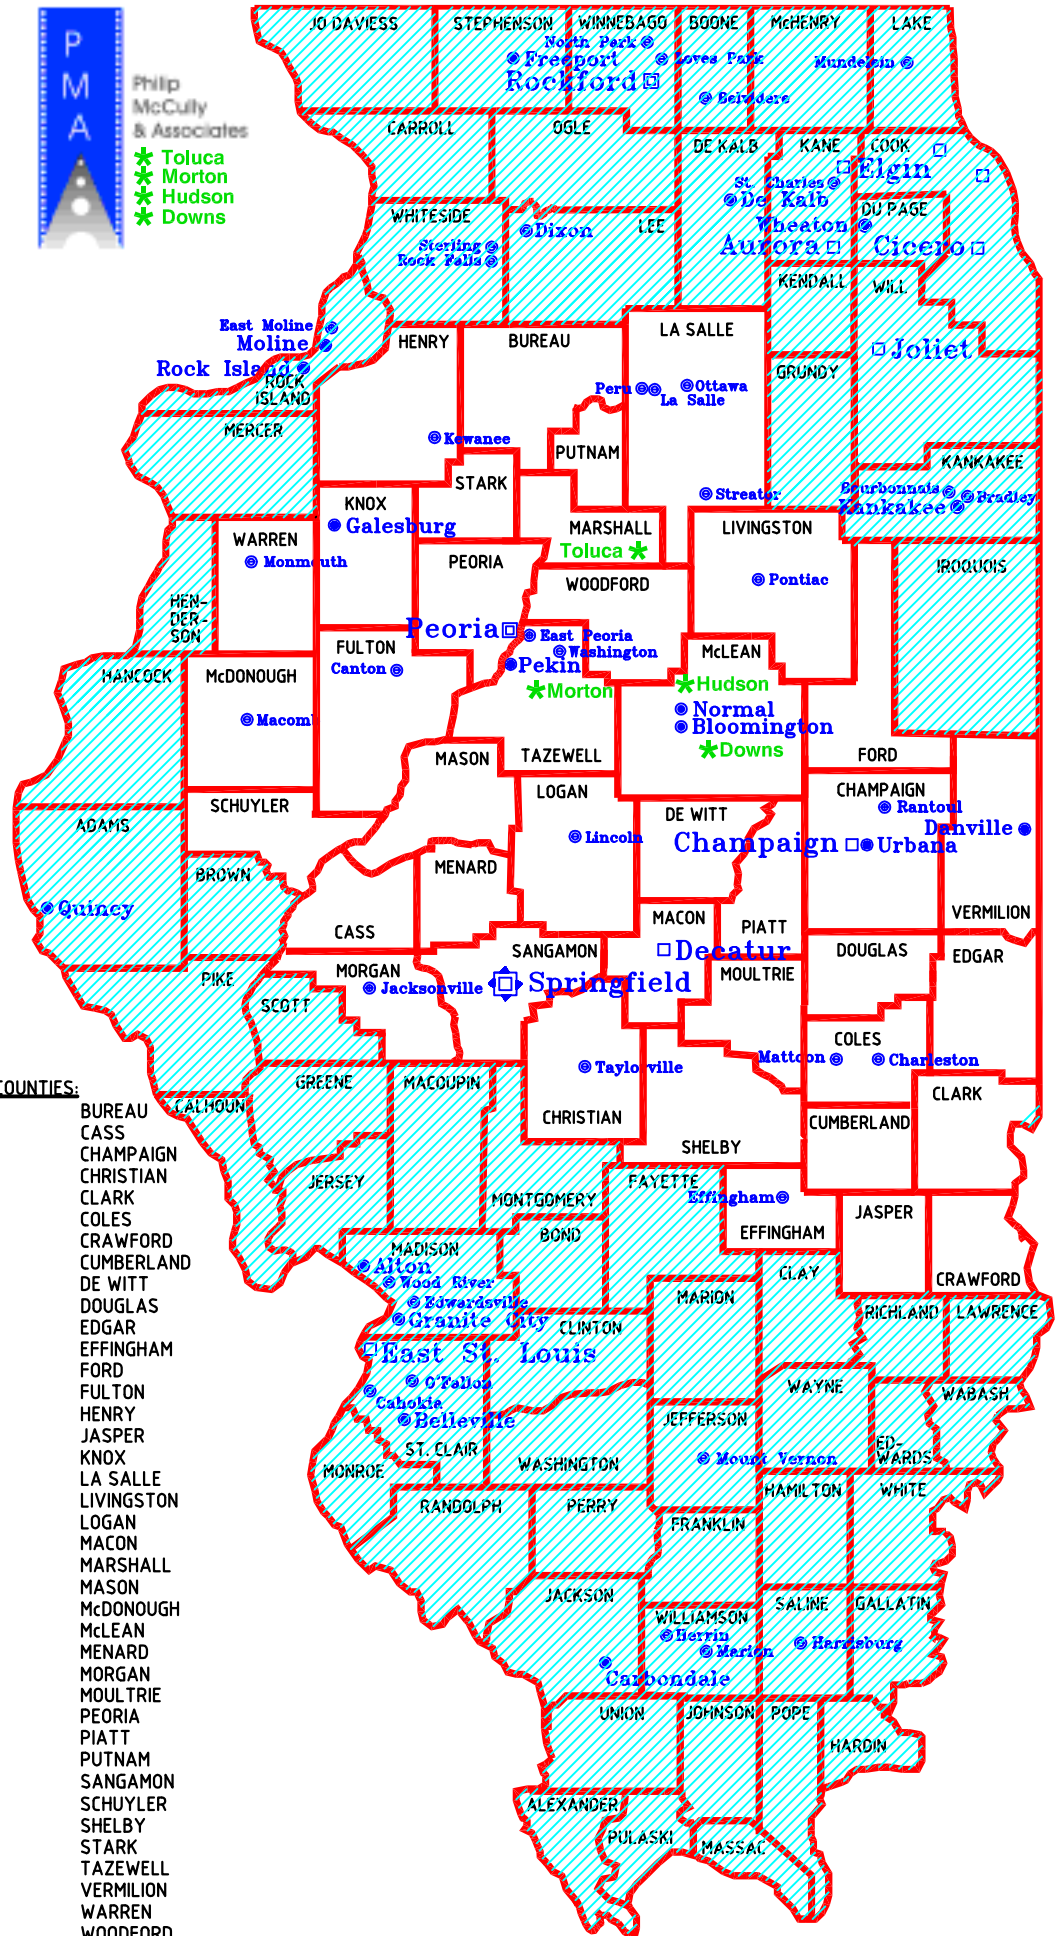 P
M
A
Philip
McCully
& Associates
* Toluca
* Morton
* Hudson
* Downs
JO DAVIESS
STEPHENSON
WINNEBAGO
BOONE
McHENRY
LAKE
North Park
Freeport
Loves Park
Mundelein
Rockford
Belvidere
CARROLL
OGLE
DE KALB
KANE
COOK
Elgin
St. Charles
De Kalb
WHITESIDE
DU PAGE
Wheaton
LEE
Dixon
Sterling
Rock Falls
Aurora
Cicero
KENDALL
WILL
East Moline
Moline
Rock Island
ROCK
ISLAND
HENRY
BUREAU
LA SALLE
Joliet
GRUNDY
Peru
Ottawa
La Salle
MERCER
Kewanee
PUTNAM
KANKAKEE
STARK
Streator
Bourbonnais
Bradley
Kankakee
KNOX
Galesburg
MARSHALL
LIVINGSTON
WARREN
Monmouth
Toluca *
PEORIA
WOODFORD
Pontiac
IROQUOIS
HEN-
DER-
SON
Peoria
East Peoria
Washington
FULTON
McLEAN
Canton
Pekin
HANCOCK
McDONOUGH
* Morton
* Hudson
Macomb
Normal
Bloomington
* Downs
MASON
TAZEWELL
FORD
SCHUYLER
LOGAN
CHAMPAIGN
Rantoul
ADAMS
DE WITT
Danville
Lincoln
Champaign
Urbana
BROWN
MENARD
Quincy
CASS
MACON
PIATT
VERMILION
SANGAMON
Decatur
DOUGLAS
EDGAR
PIKE
MORGAN
MOULTRIE
Jacksonville
Springfield
SCOTT
COLES
Mattoon
Charleston
Taylorville
COUNTIES:
GREENE
MACOUPIN
CLARK
CALHOUN
CHRISTIAN
CUMBERLAND
SHELBY
JERSEY
FAYETTE
MONTGOMERY
Effingham
JASPER
BOND
EFFINGHAM
MADISON
Alton
CLAY
CRAWFORD
Wood River
Edwardsville
MARION
Granite City
CLINTON
RICHLAND
LAWRENCE
East St. Louis
O'Fallon
Cahokia
Belleville
WAYNE
WABASH
JEFFERSON
ST. CLAIR
ED-
WARDS
MONROE
WASHINGTON
Mount Vernon
RANDOLPH
PERRY
HAMILTON
WHITE
FRANKLIN
JACKSON
WILLIAMSON
SALINE
GALLATIN
Herrin
Marion
Harrisburg
Carbondale
UNION
JOHNSON
POPE
HARDIN
ALEXANDER
PULASKI
MASSAC
BUREAU
CASS
CHAMPAIGN
CHRISTIAN
CLARK
COLES
CRAWFORD
CUMBERLAND
DE WITT
DOUGLAS
EDGAR
EFFINGHAM
FORD
FULTON
HENRY
JASPER
KNOX
LA SALLE
LIVINGSTON
LOGAN
MACON
MARSHALL
MASON
McDONOUGH
McLEAN
MENARD
MORGAN
MOULTRIE
PEORIA
PIATT
PUTNAM
SANGAMON
SCHUYLER
SHELBY
STARK
TAZEWELL
VERMILION
WARREN
WOODFORD